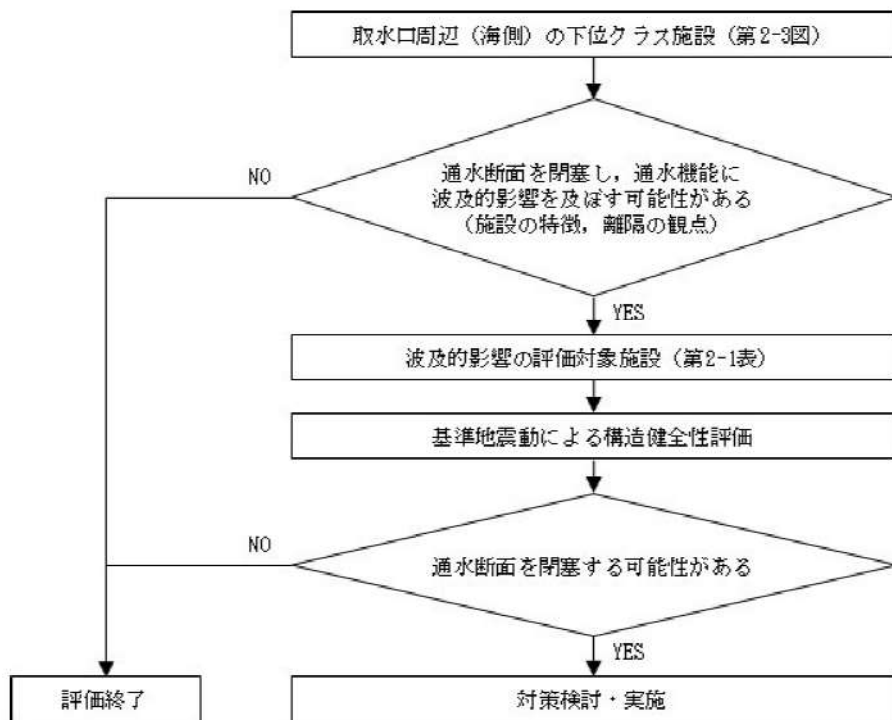 取水口周辺（海側）の下位クラス施設（第2-3図）
NO
通水断面を閉塞し，通水機能に
波及的影響を及ぼす可能性がある
（施設の特徴，離隔の観点）
YES
波及的影響の評価対象施設（第2-1表）
基準地震動による構造健全性評価
NO
通水断面を閉塞する可能性がある
YES
評価終了
対策検討・実施